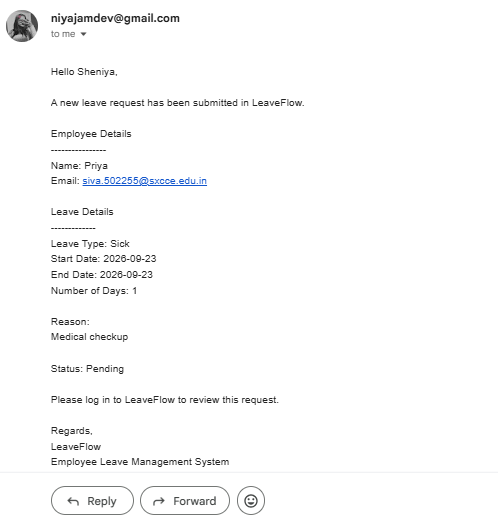 niyajamdev@gmail.com
to me
Hello Sheniya,
A new leave request has been submitted in LeaveFlow.
Employee Details
----------------
Name: Priya
Email: siva.502255@sxcce.edu.in
Leave Details
-------------
Leave Type: Sick
Start Date: 2026-09-23
End Date: 2026-09-23
Number of Days: 1
Reason:
Medical checkup
Status: Pending
Please log in to LeaveFlow to review this request.
Regards,
LeaveFlow
Employee Leave Management System
Reply Forward